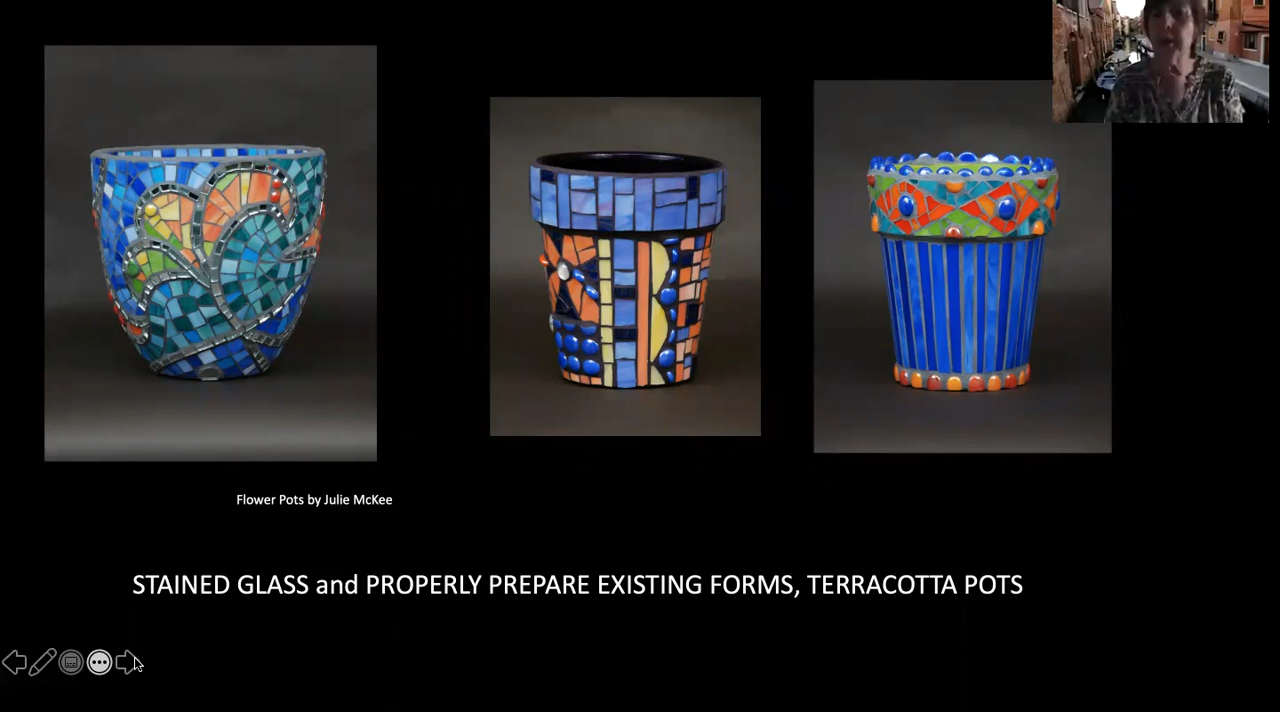 Flower Pots by Julie McKee
STAINED GLASS and PROPERLY PREPARE EXISTING FORMS, TERRACOTTA POTS